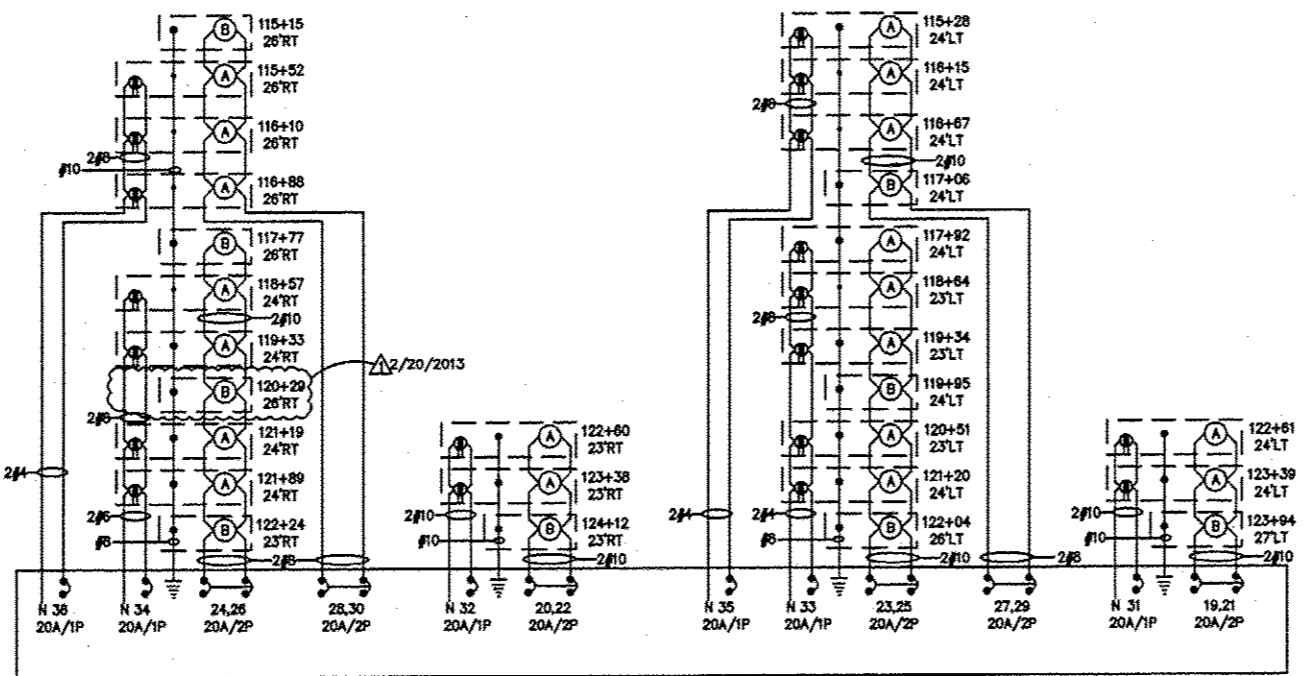 B
115+15
26'RT
A
115+52
26'RT
A
116+10
26'RT
2#8
#10
A
116+88
26'RT
B
117+77
26'RT
A
118+57
24'RT
2#10
A
119+33
24'RT
1 2/20/2013
B
120+29
26'RT
2#8
A
121+19
24'RT
2#4
A
121+89
24'RT
2#6
B
122+24
23'RT
#8
2#8
A
122+60
23'RT
A
123+38
23'RT
2#10
B
124+12
23'RT
#10
2#10
A
115+28
24'LT
A
116+15
24'LT
2#8
A
116+67
24'LT
2#10
B
117+06
24'LT
A
117+92
24'LT
A
118+64
23'LT
2#8
A
119+34
23'LT
B
119+95
24'LT
A
120+51
23'LT
A
121+20
24'LT
2#4
2#4
B
122+04
26'LT
#8
2#10
2#8
A
122+61
24'LT
A
123+39
24'LT
2#10
B
123+94
27'LT
#10
2#10
N 36
20A/1P
N 34
20A/1P
24,26
20A/2P
28,30
20A/2P
N 32
20A/1P
20,22
20A/2P
N 35
20A/1P
N 33
20A/1P
23,25
20A/2P
27,29
20A/2P
N 31
20A/1P
19,21
20A/2P